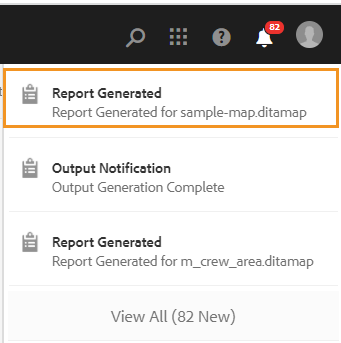 82
Report Generated
Report Generated for sample-map.ditamap
Output Notification
Output Generation Complete
Report Generated
Report Generated for m_crew_area.ditamap
View All (82 New)